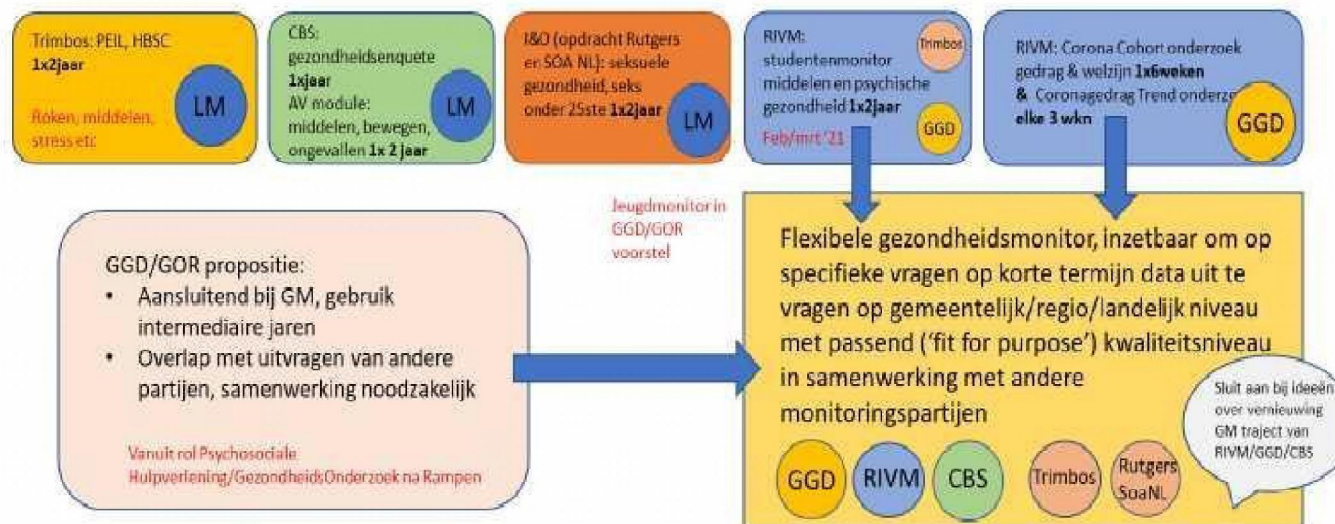 Trimbos: PEIL, HBSC
1x2jaar
Roken, middelen,
stress etc
LM
CBS:
gezondheidsenquete
1xjaar
AV module:
middelen, bewegen,
ongevallen 1x 2 jaar
LM
I&O (opdracht Rutgers
en SOA NL): seksuele
gezondheid, seks
onder 25ste 1x2jaar
LM
RIVM:
studentenmonitor
middelen en psychische
gezondheid 1x2jaar
Feb/mrt '21
Trimbos
GGD
RIVM: Corona Cohort onderzoek
gedrag & welzijn 1x6weken
& Coronagedrag Trend onderze
elke 3 wkn
GGD
Jeugdmonitor in
GGD/GOR
voorstel
GGD/GOR propositie:
• Aansluitend bij GM, gebruik
intermediaire jaren
• Overlap met uitvragen van andere
partijen, samenwerking noodzakelijk
Vanuit rol Psychosociale
Hulpverlening/GezondheidsOnderzoek na Rampen
Flexibele gezondheidsmonitor, inzetbaar om op
specifieke vragen op korte termijn data uit te
vragen op gemeentelijk/regio/landelijk niveau
met passend ('fit for purpose') kwaliteitsniveau
in samenwerking met andere
monitoringspartijen
GGD
RIVM
CBS
Trimbos
Rutgers
SoaNL
Sluit aan bij ideeën
over vernieuwing
GM traject van
RIVM/GGD/CBS